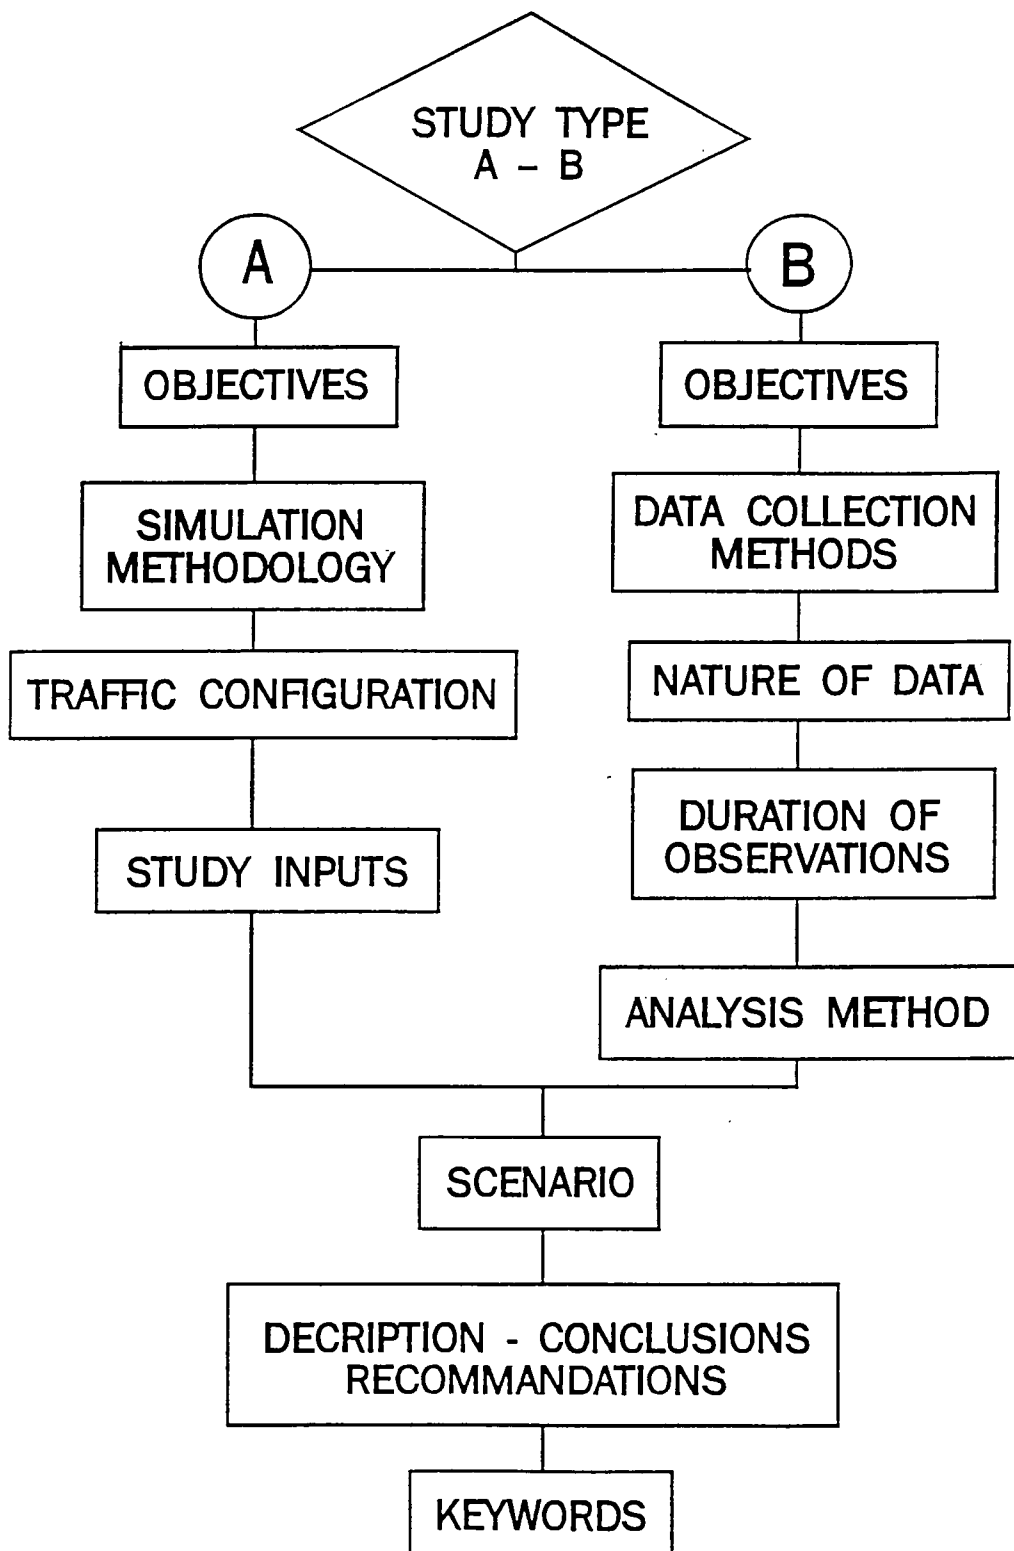 STUDY TYPE
A - B
A
B
OBJECTIVES
SIMULATION
METHODOLOGY
TRAFFIC CONFIGURATION
STUDY INPUTS
OBJECTIVES
DATA COLLECTION
METHODS
NATURE OF DATA
DURATION OF
OBSERVATIONS
ANALYSIS METHOD
SCENARIO
DECRIPTION - CONCLUSIONS
RECOMMANDATIONS
KEYWORDS